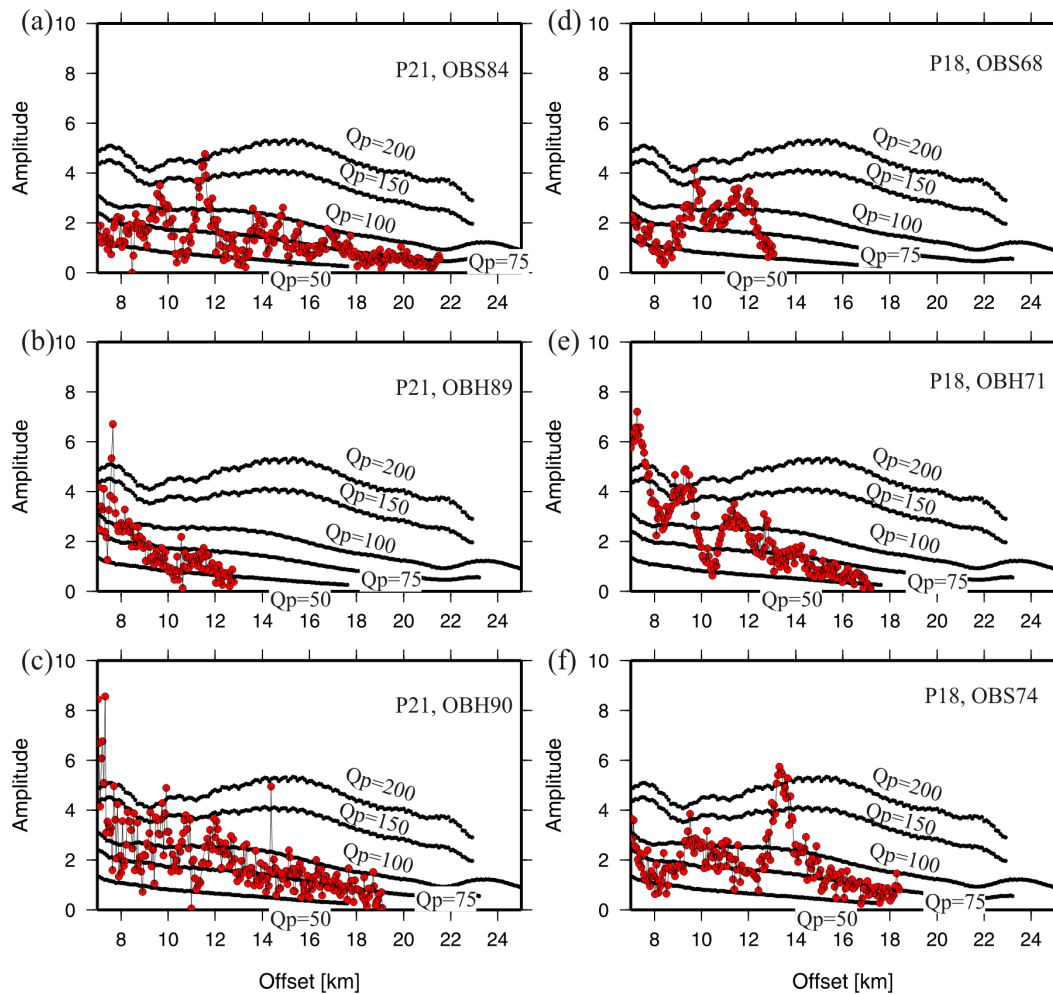 (a)
10
8
6
4
2
0
Amplitude
P21, OBS84
Qp=200
Qp=150
Qp=100
Qp=75
Qp=50
8 10 12 14 16 18 20 22 24
(d)
10
8
6
4
2
0
Amplitude
P18, OBS68
Qp=200
Qp=150
Qp=100
Qp=75
Qp=50
8 10 12 14 16 18 20 22 24
(b)
10
8
6
4
2
0
Amplitude
P21, OBH89
Qp=200
Qp=150
Qp=100
Qp=75
Qp=50
8 10 12 14 16 18 20 22 24
(e)
10
8
6
4
2
0
Amplitude
P18, OBH71
Qp=200
Qp=150
Qp=100
Qp=75
Qp=50
8 10 12 14 16 18 20 22 24
(c)
10
8
6
4
2
0
Amplitude
P21, OBH90
Qp=200
Qp=150
Qp=100
Qp=75
Qp=50
8 10 12 14 16 18 20 22 24
Offset [km]
(f)
10
8
6
4
2
0
Amplitude
P18, OBS74
Qp=200
Qp=150
Qp=100
Qp=75
Qp=50
8 10 12 14 16 18 20 22 24
Offset [km]